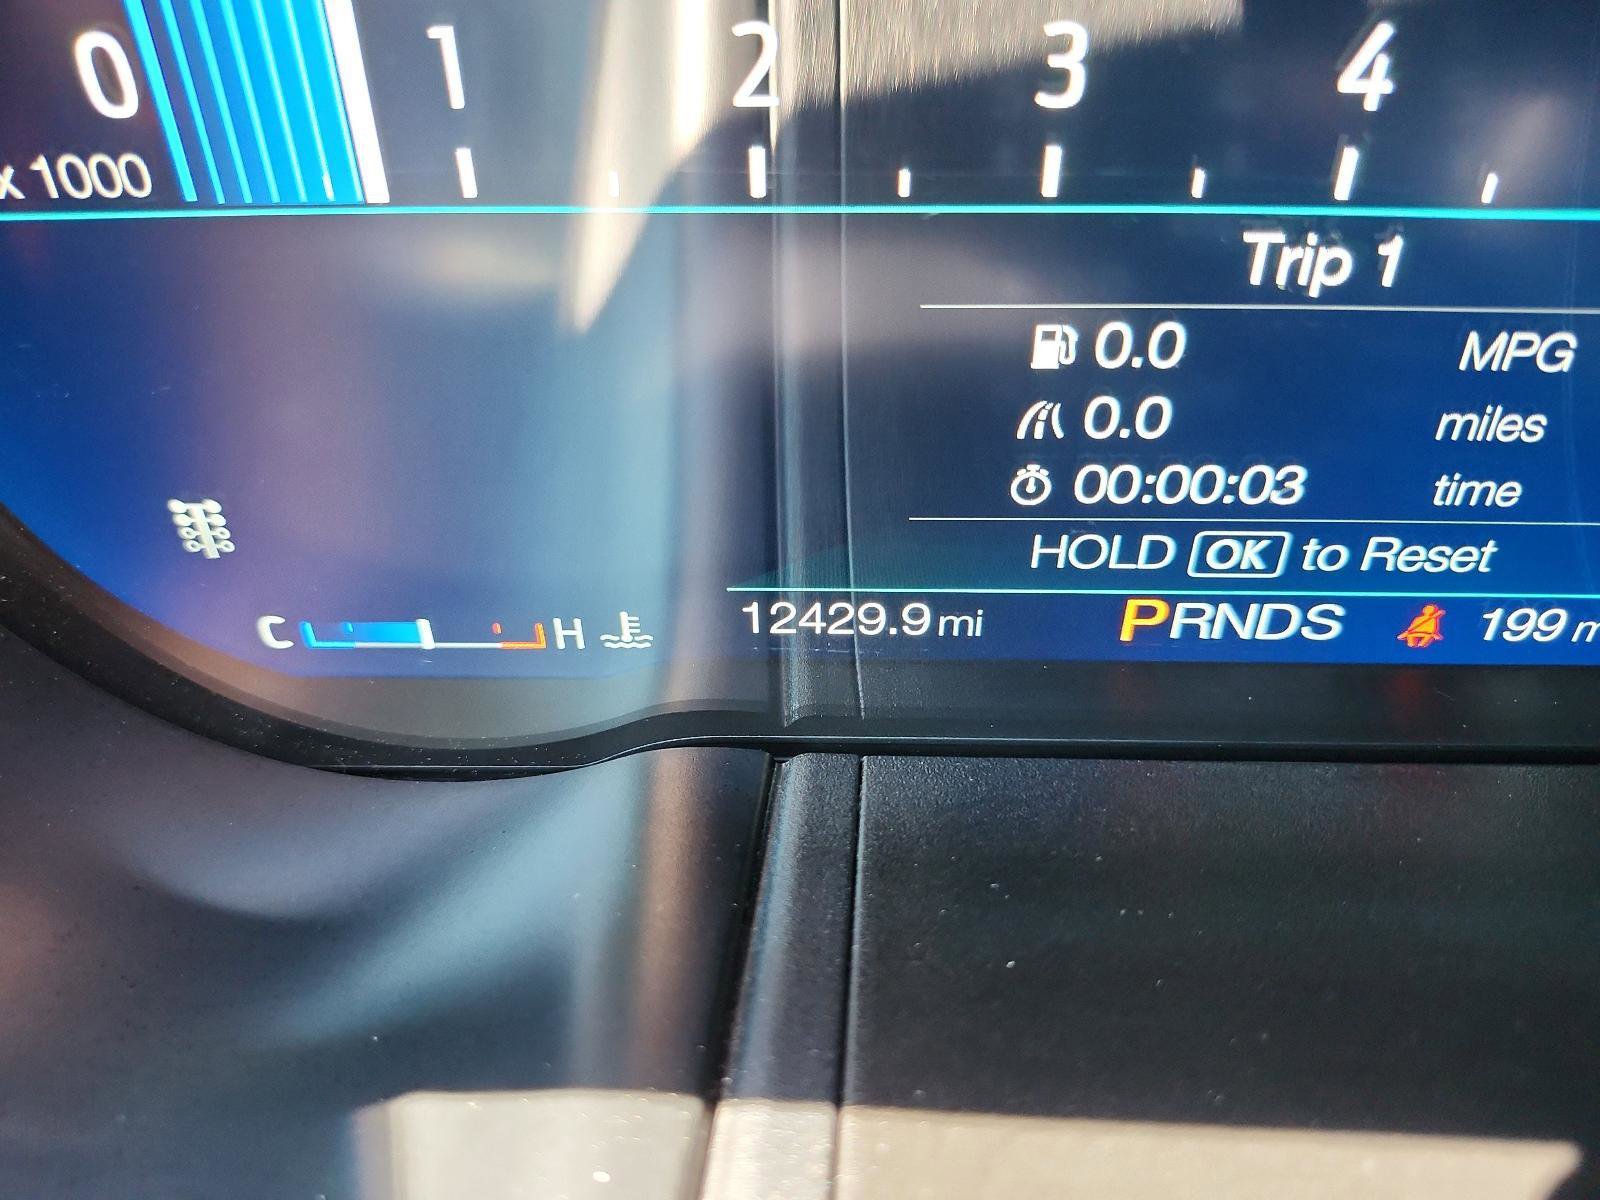 0 1 2 3 4
x 1000
Trip 1
0.0 MPG
0.0 miles
00:00:03 time
HOLD OK to Reset
C H
12429.9 mi PRNDS 199